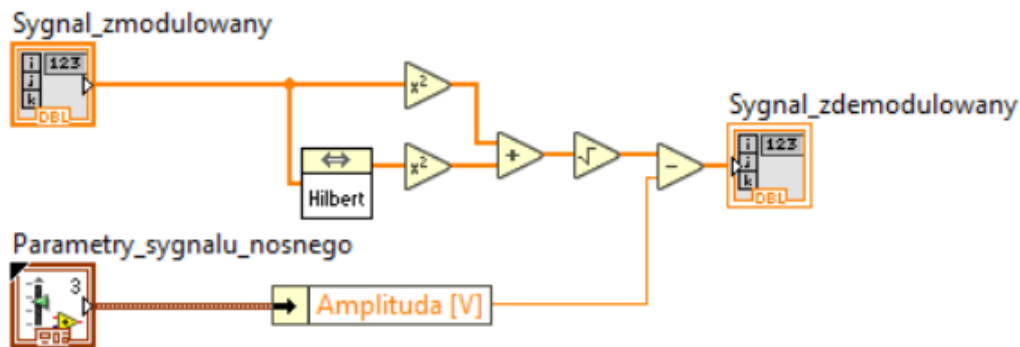 Sygnal_zmodulowany
i 123
j
k
DBL
x²
Sygnal_zdemodulowany
i 123
j
k
DBL
+
√
−
x²
Hilbert
Parametry_sygnalu_nosnego
3
Amplituda [V]